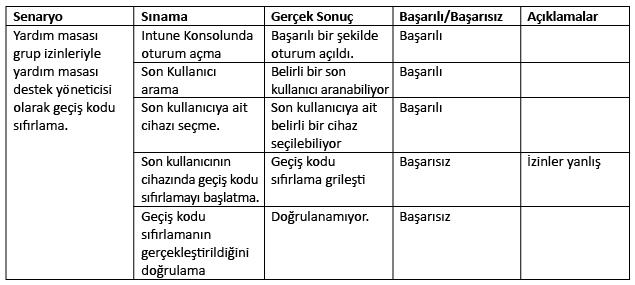 Senaryo
Sınama
Gerçek Sonuç
Başarılı/Başarısız
Açıklamalar
Yardım masası
grup izinleriyle
yardım masası
destek yöneticisi
olarak geçiş kodu
sıfırlama.
Intune Konsolunda
oturum açma
Başarılı bir şekilde
oturum açıldı.
Başarılı
Son Kullanıcı
arama
Belirli bir son
kullanıcı aranabiliyor
Başarılı
Son kullanıcıya ait
cihazı seçme.
Son kullanıcıya ait
belirli bir cihaz
seçilebiliyor
Başarılı
Son kullanıcının
cihazında geçiş kodu
sıfırlamayı başlatma.
Geçiş kodu
sıfırlama grileşti
Başarısız
İzinler yanlış
Geçiş kodu
sıfırlamanın
gerçekleştirildiğini
doğrulama
Doğrulanamıyor.
Başarısız